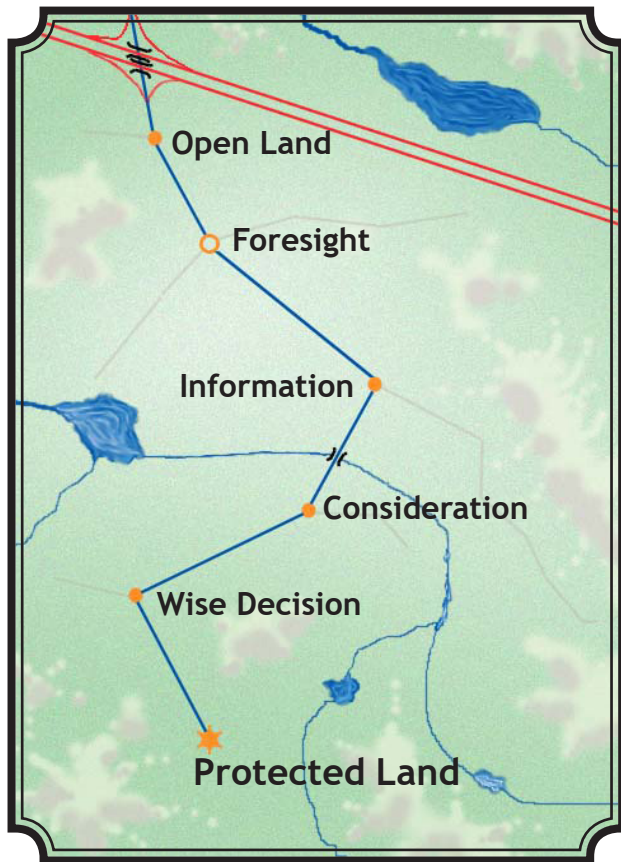 Open Land
Foresight
Information
Consideration
Wise Decision
Protected Land